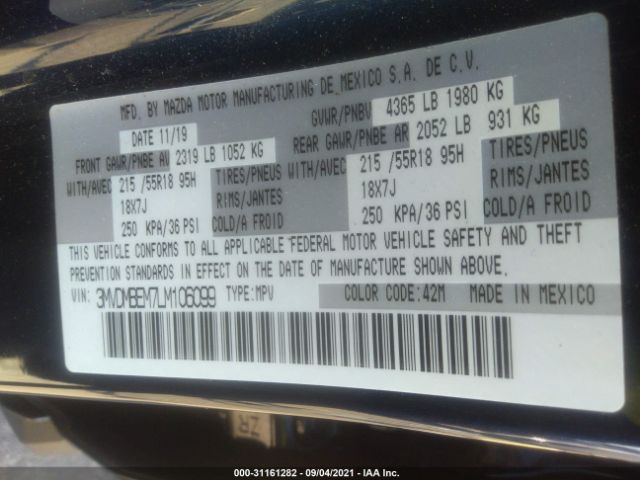 MFD. BY MAZDA MOTOR MANUFACTURING DE MEXICO S.A. DE C.V.
DATE 11/19 GVWR/PNBV 4365 LB 1980 KG
FRONT GAWR/PNBE AV 2319 LB 1052 KG REAR GAWR/PNBE AR 2052 LB 931 KG
WITH/AVEC 215 /55R18 95H TIRES/PNEUS WITH/AVEC 215 /55R18 95H TIRES/PNEUS
18X7J RIMS/JANTES 18X7J RIMS/JANTES
250 KPA/36 PSI COLD/A FROID 250 KPA/36 PSI COLD/A FROID
THIS VEHICLE CONFORMS TO ALL APPLICABLE FEDERAL MOTOR VEHICLE SAFETY AND THEFT
PREVENTION STANDARDS IN EFFECT ON THE DATE OF MANUFACTURE SHOWN ABOVE.
VIN: 3MVDMBEM7LM106099 TYPE:MPV COLOR CODE:42M MADE IN MEXICO
ZR
000-31161282 - 09/04/2021 - IAA Inc.